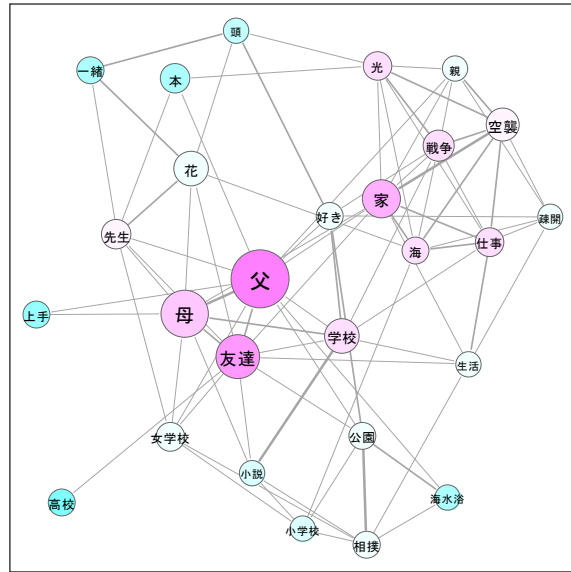 頭
一緒
本
光
親
空襲
戦争
花
家
好き
疎開
先生
海
仕事
父
上手
母
学校
友達
生活
女学校
公園
小説
高校
海水浴
小学校
相撲